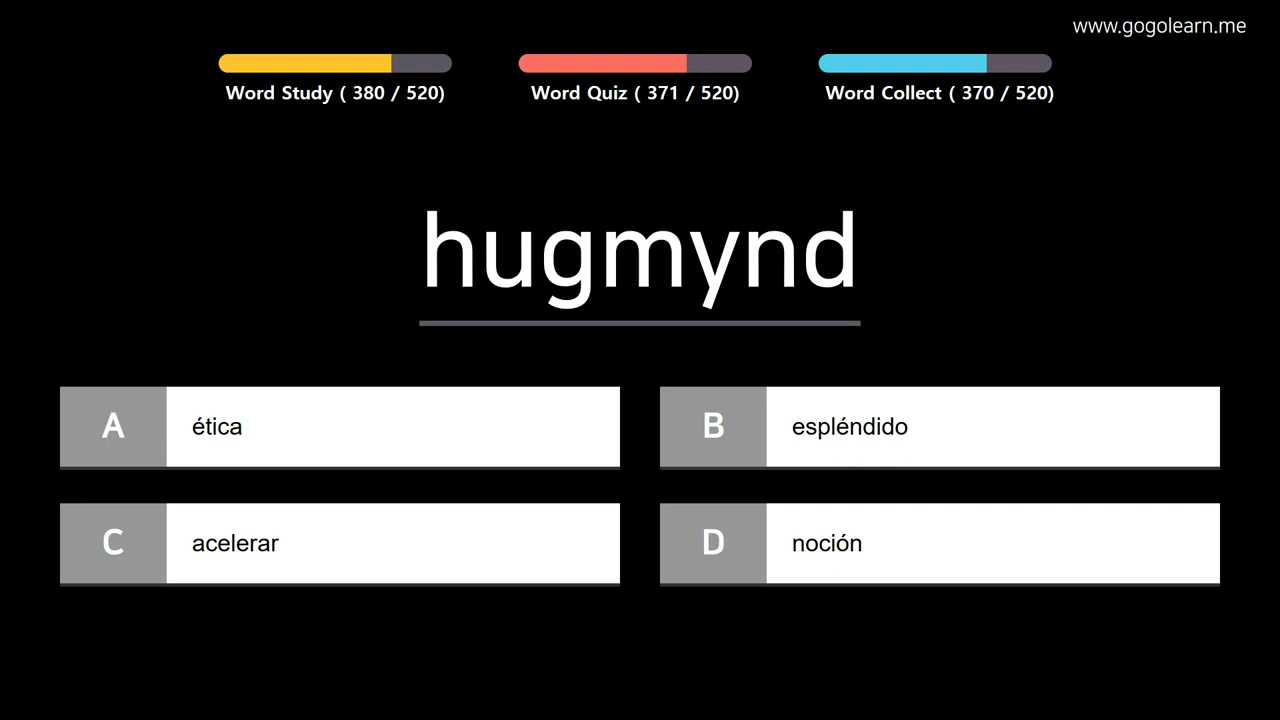 www.gogolearn.me
Word Study ( 380 / 520)
Word Quiz ( 371 / 520)
Word Collect ( 370 / 520)
hugmynd
A ética
B espléndido
C acelerar
D noción